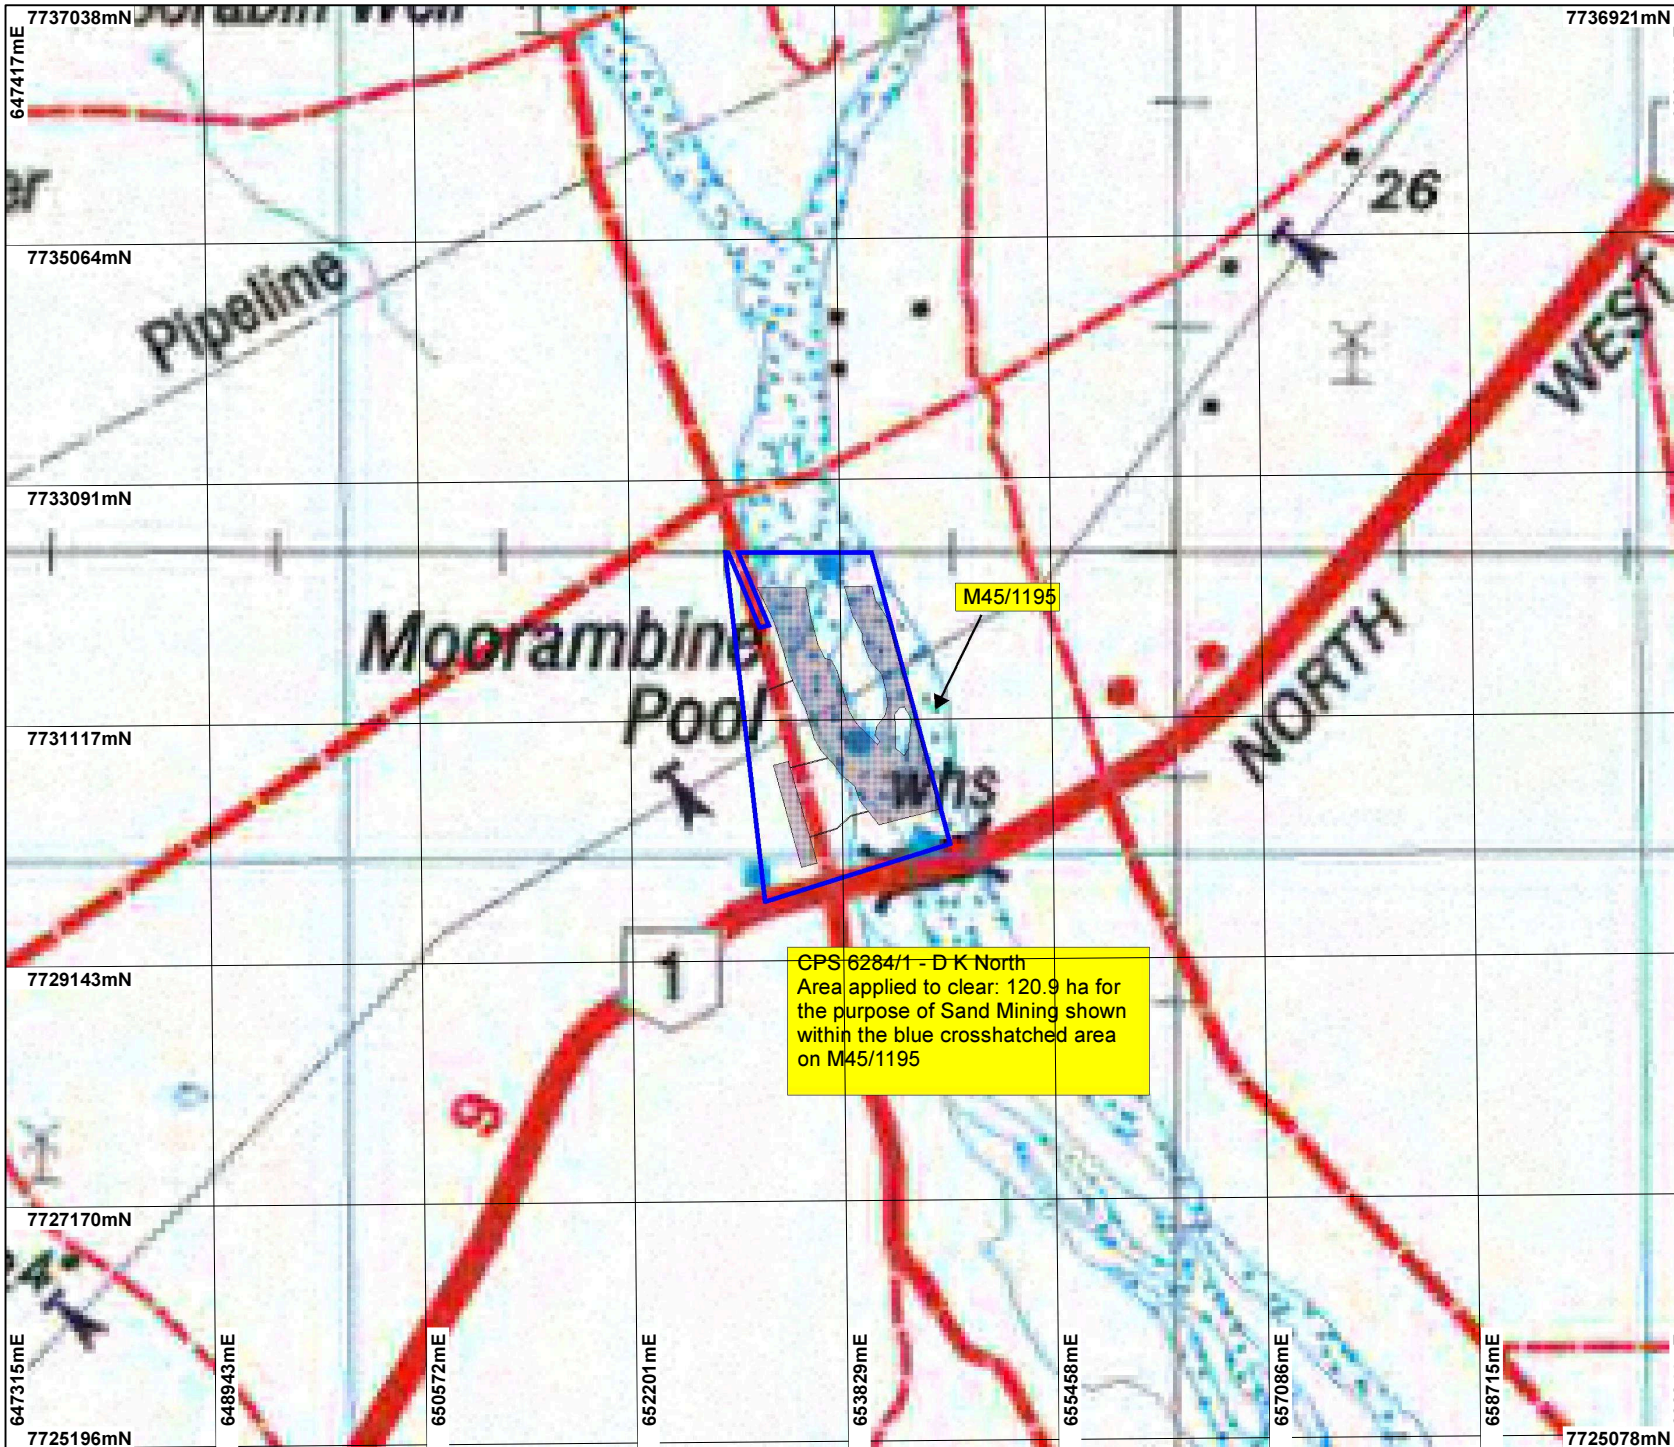 7737038mN
7736921mN
647417mE
26
7735064mN
Pipeline
WEST
7733091mN
M45/1195
Moorambine
Pool
NORTH
7731117mN
whs
CPS 6284/1 - D K North
Area applied to clear: 120.9 ha for
the purpose of Sand Mining shown
within the blue crosshatched area
on M45/1195
7729143mN
1
9
7727170mN
647315mE
648943mE
650572mE
652201mE
653829mE
655458mE
657086mE
658715mE
7725196mN
7725078mN